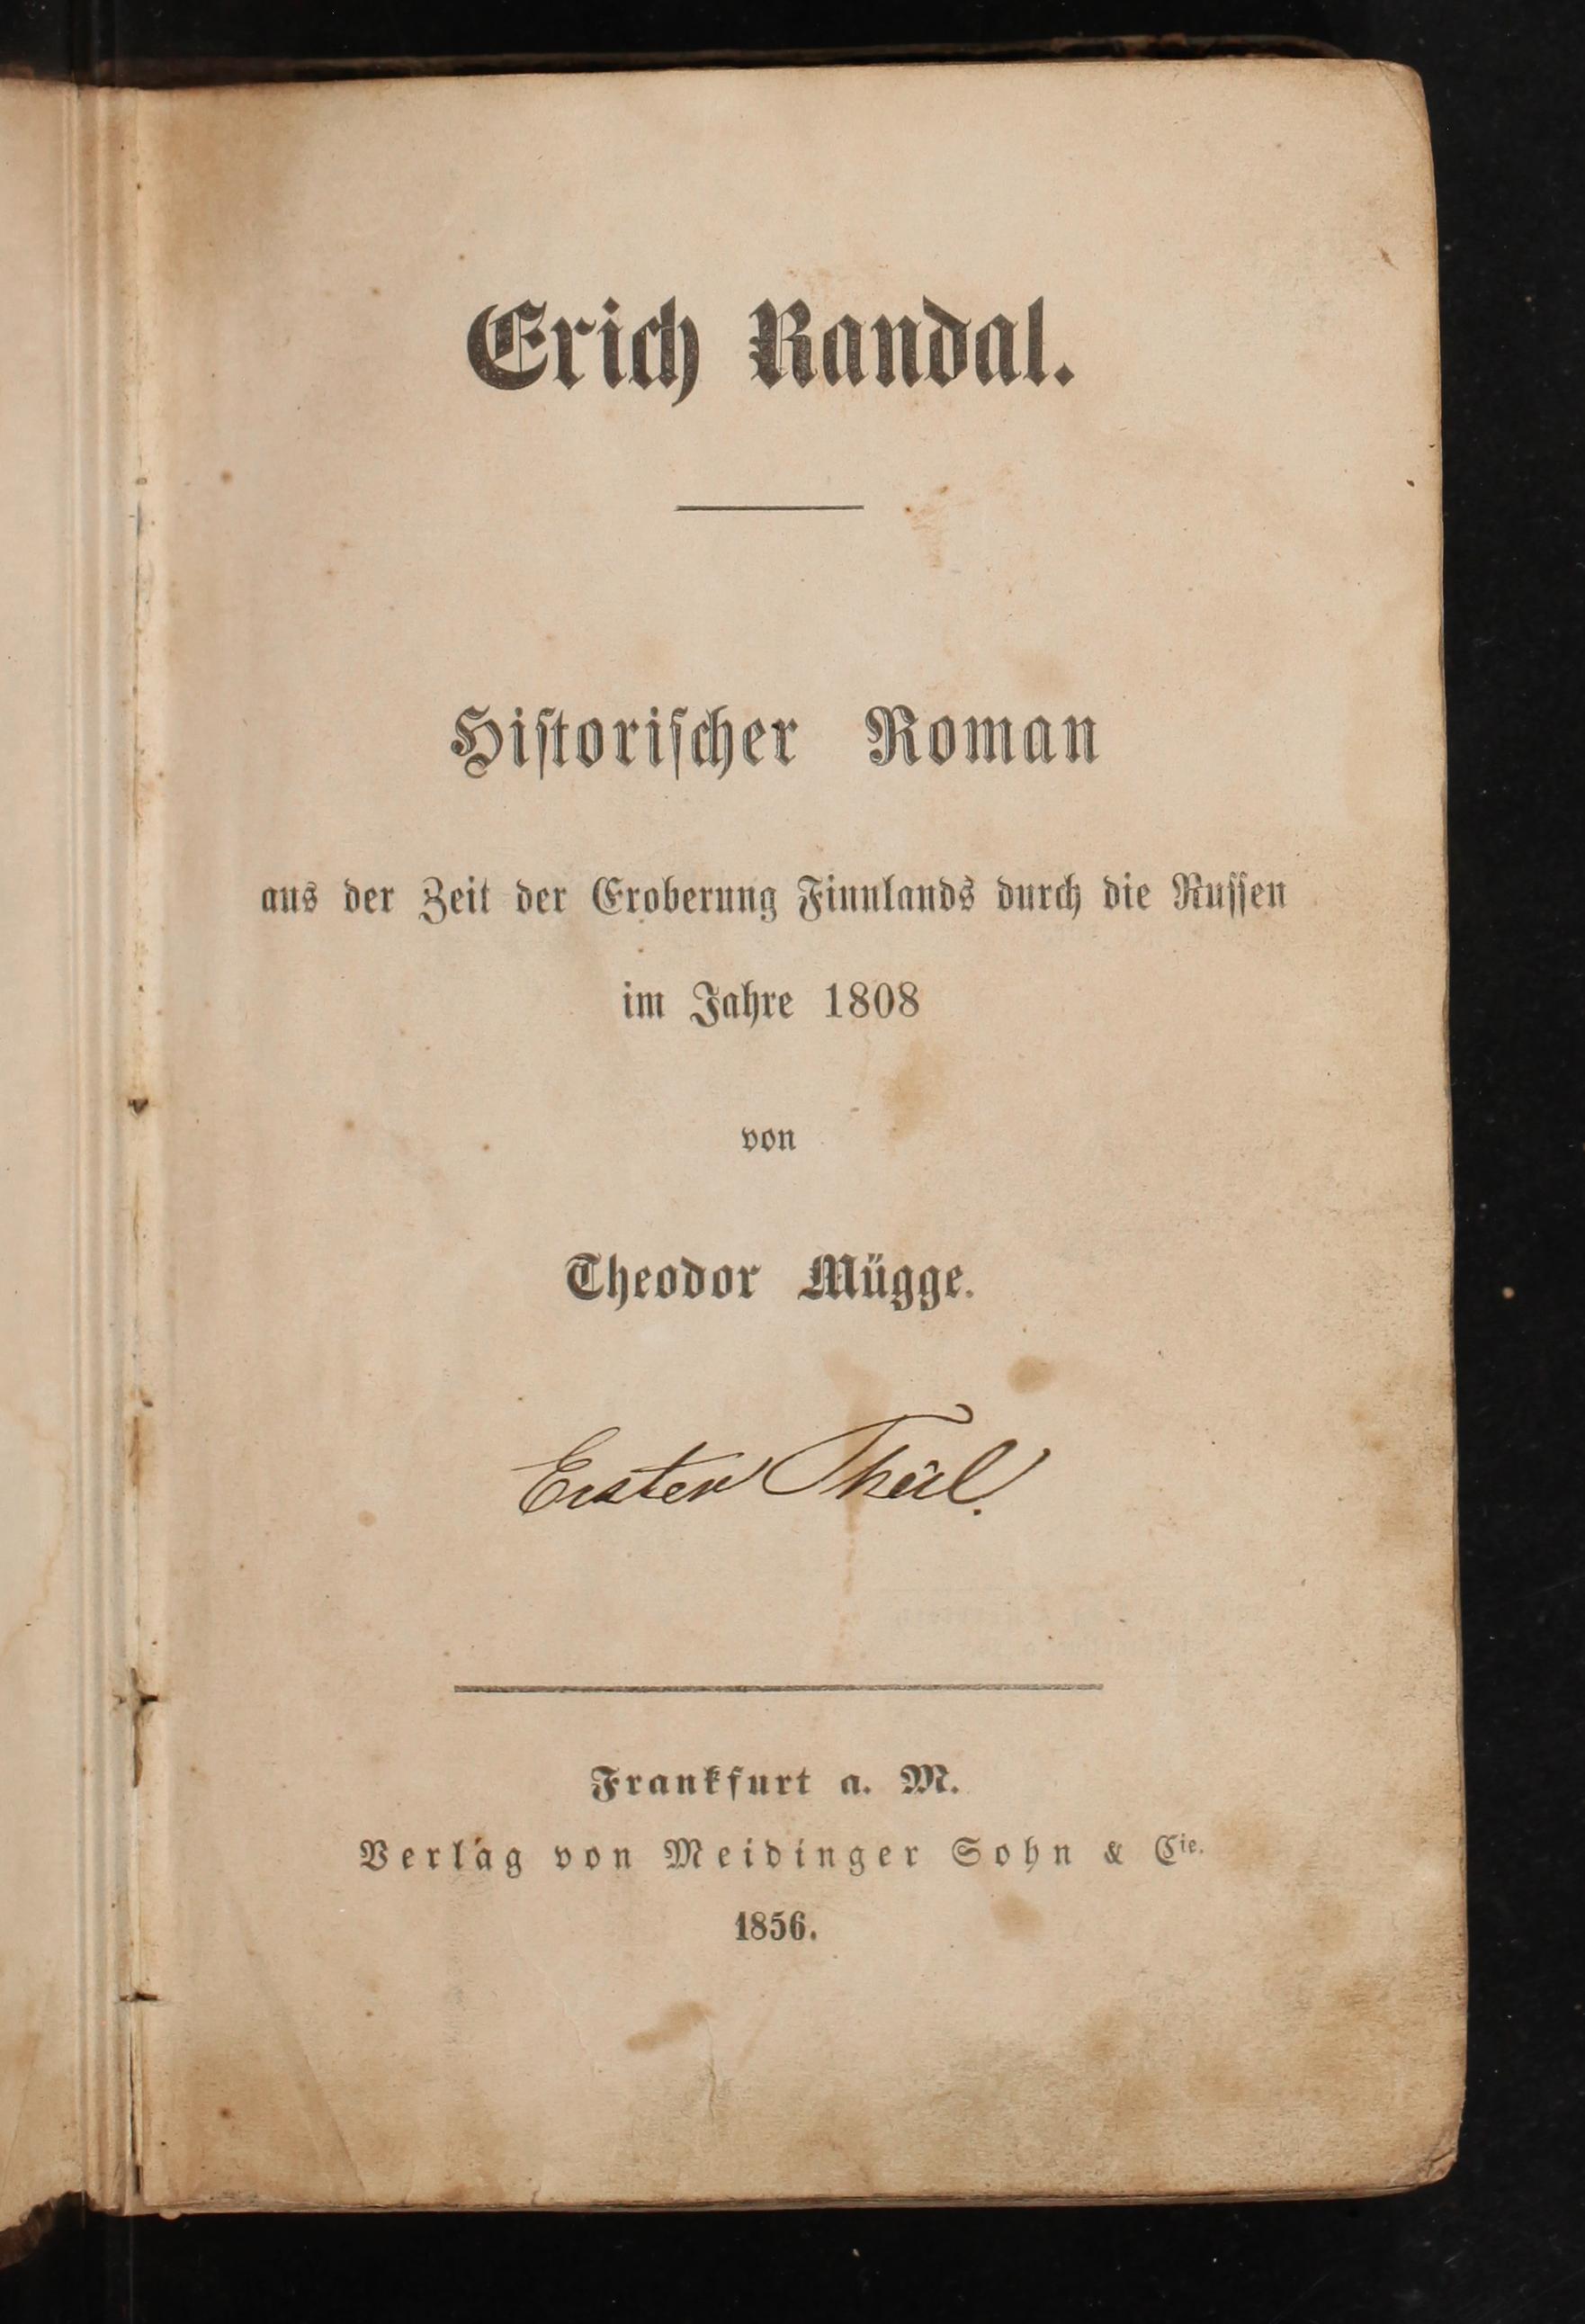 Erich Randal.
Historischer Roman
aus der Zeit der Eroberung Finnlands durch die Russen
im Jahre 1808
von
Theodor Mügge.
Erster Theil.
Frankfurt a. M.
Verlag von Meidinger Sohn & Cie.
1856.